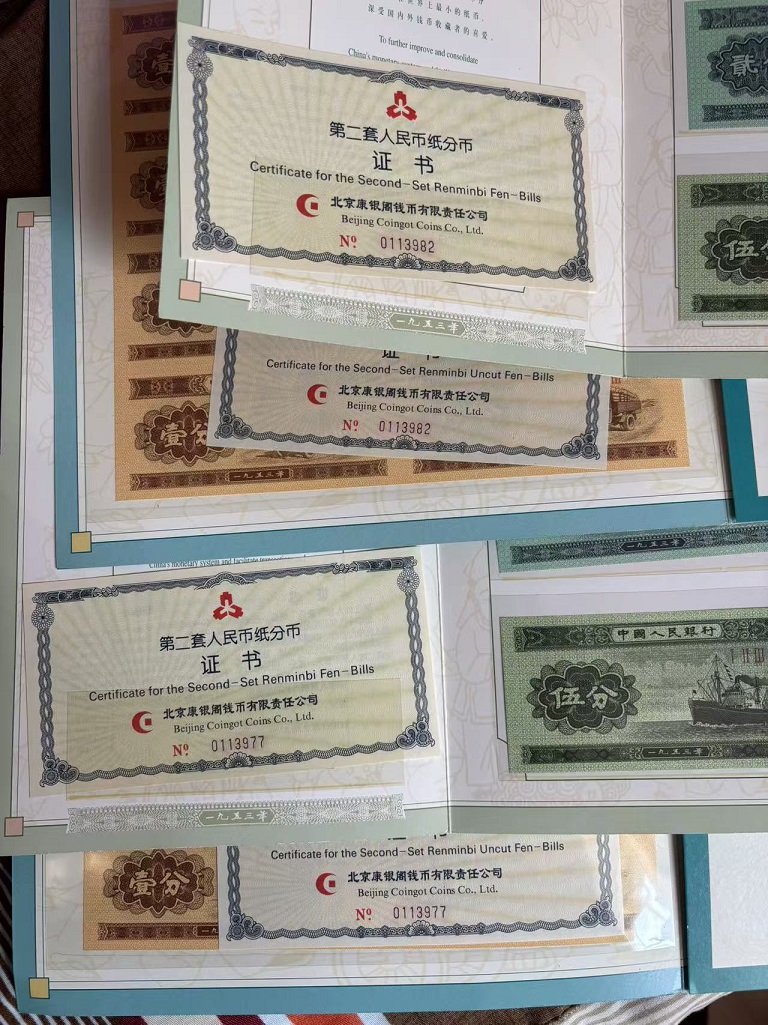 深受国内外钱币收藏者的喜爱。
To further improve and consolidate
第二套人民币纸分币
证 书
Certificate for the Second-Set Renminbi Fen-Bills
北京康银阁钱币有限责任公司
Beijing Coingot Coins Co., Ltd.
Nº 0113982
一九五三年
伍分
证 书
Certificate for the Second-Set Renminbi Uncut Fen-Bills
北京康银阁钱币有限责任公司
Beijing Coingot Coins Co., Ltd.
Nº 0113982
壹分
一九五三年
一九五三年
第二套人民币纸分币
证 书
Certificate for the Second-Set Renminbi Fen-Bills
北京康银阁钱币有限责任公司
Beijing Coingot Coins Co., Ltd.
Nº 0113977
一九五三年
中國人民銀行
伍分
一九五三年
Certificate for the Second-Set Renminbi Uncut Fen-Bills
北京康银阁钱币有限责任公司
Beijing Coingot Coins Co., Ltd.
Nº 0113977
壹分